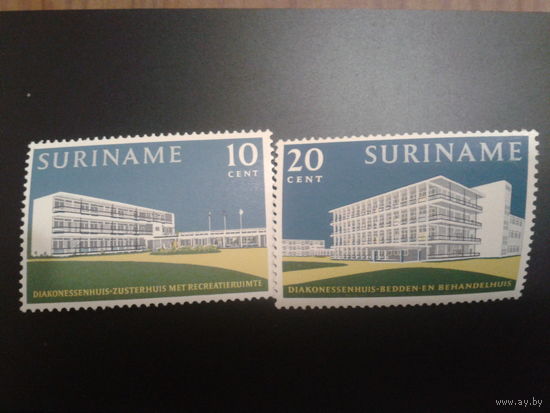 SURINAME 10
CENT
DIAKONESSENHUIS-ZUSTERHUIS MET RECREATIERUIMTE
20 SURINAME
CENT
DIAKONESSENHUIS-BEDDEN-EN BEHANDELHUIS
© www.ay.by